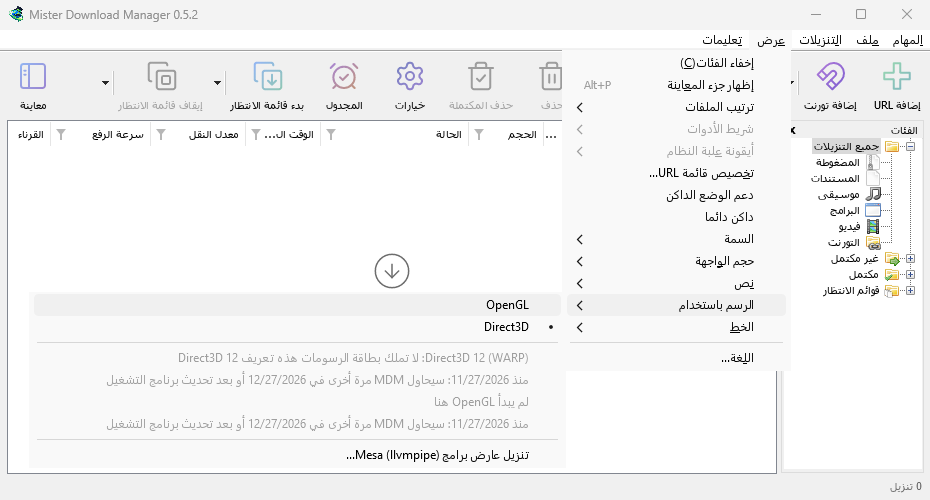 Mister Download Manager 0.5.2
المهام
ملف
التنزيلات
عرض
تعليمات
إضافة URL
إضافة تورنت
حذف
حذف المكتملة
خيارات
المجدول
بدء قائمة الانتظار
إيقاف قائمة الانتظار
معاينة
إخفاء الفئات(C)
إظهار جزء المعاينة Alt+P
ترتيب الملفات
شريط الأدوات
أيقونة علبة النظام
تخصيص قائمة URL...
دعم الوضع الداكن
داكن دائما
السمة
حجم الواجهة
نص
الرسم باستخدام
الخط
اللغة...
الفئات
جميع التنزيلات
المضغوطة
المستندات
موسيقى
البرامج
فيديو
التورنت
غير مكتمل
مكتمل
قوائم الانتظار
...
الحجم
الحالة
الوقت ال...
معدل النقل
سرعة الرفع
القرناء
OpenGL
Direct3D
Direct3D 12 (WARP): لا تملك بطاقة الرسومات هذه تعريف Direct3D 12
منذ 11/27/2026: سيحاول MDM مرة أخرى في 12/27/2026 أو بعد تحديث برنامج التشغيل
لم يبدأ OpenGL هنا
منذ 11/27/2026: سيحاول MDM مرة أخرى في 12/27/2026 أو بعد تحديث برنامج التشغيل
تنزيل عارض برامج Mesa (llvmpipe)...
0 تنزيل